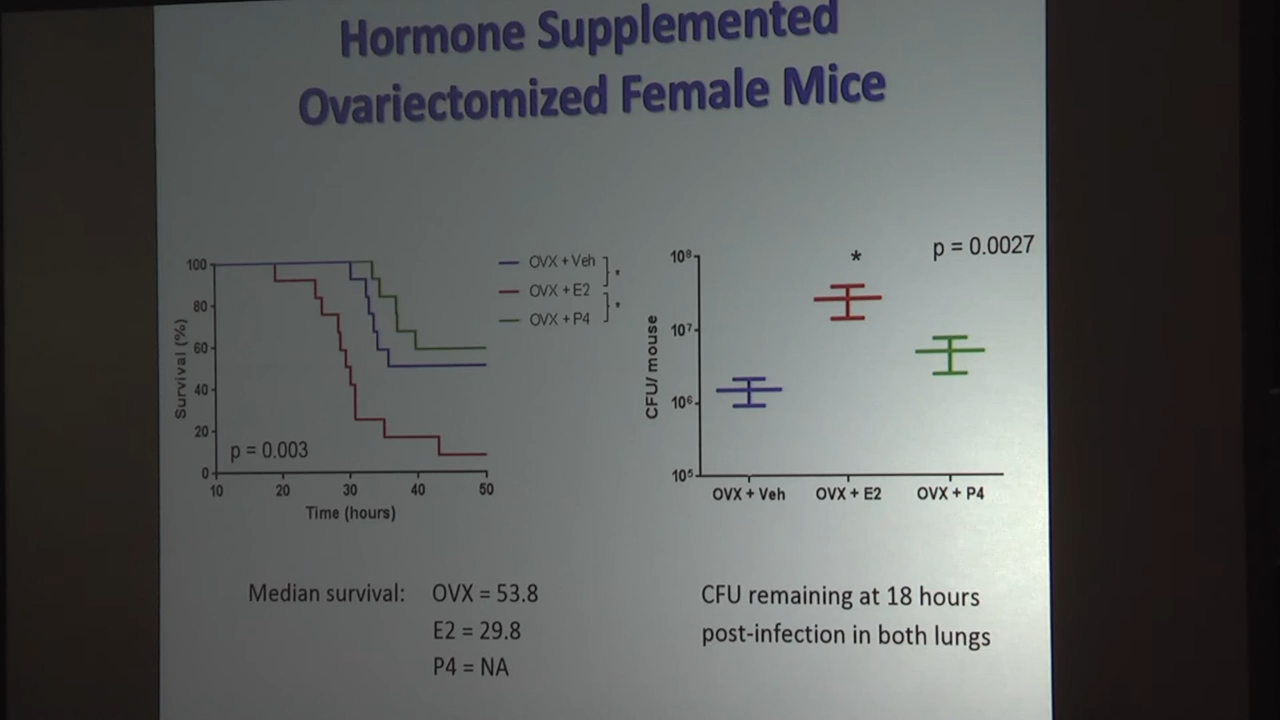 Hormone Supplemented
Ovariectomized Female Mice
100
80
60
40
20
0
Survival (%)
p = 0.003
10 20 30 40 50
Time (hours)
OVX + Veh
OVX + E2
OVX + P4
*
*
p = 0.0027
*
10⁸
10⁷
10⁶
10⁵
CFU/ mouse
OVX + Veh OVX + E2 OVX + P4
Median survival: OVX = 53.8
E2 = 29.8
P4 = NA
CFU remaining at 18 hours
post-infection in both lungs